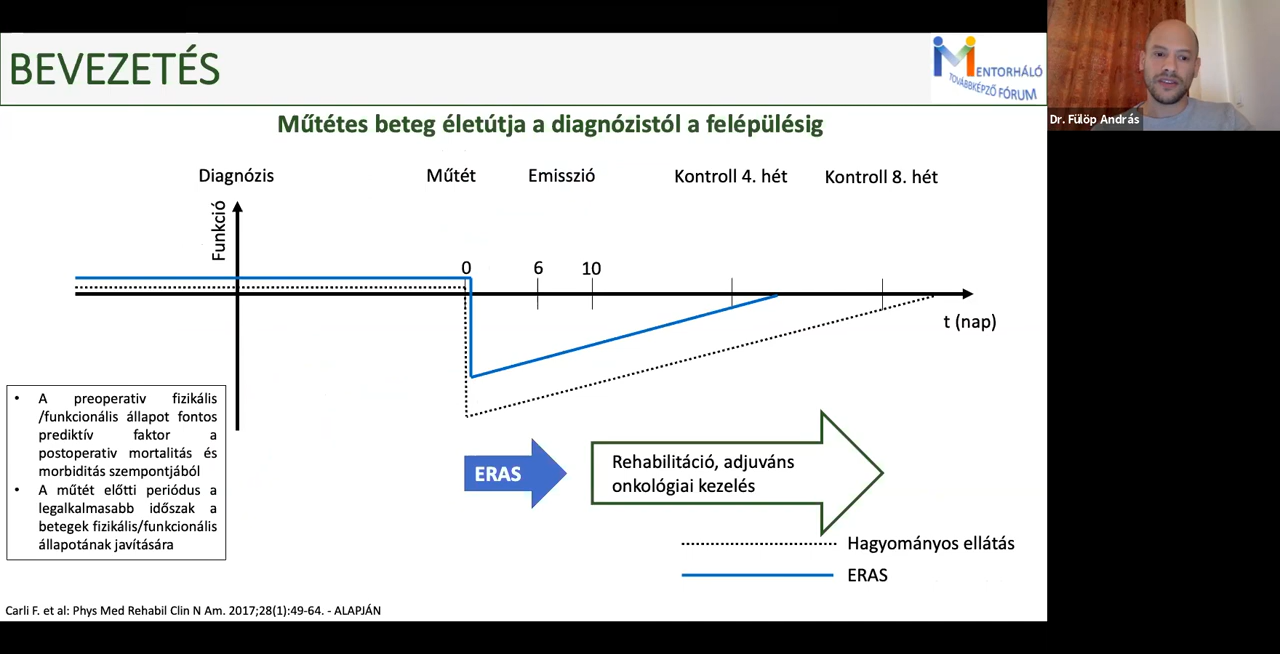 BEVEZETÉS
MENTORHÁLÓ
TOVÁBBKÉPZŐ FÓRUM
Dr. Fülöp András
Műtétes beteg életútja a diagnózistól a felépülésig
Diagnózis
Műtét
Emisszió
Kontroll 4. hét
Kontroll 8. hét
Funkció
0
6
10
t (nap)
• A preoperativ fizikális
/funkcionális állapot fontos
prediktív faktor a
postoperativ mortalitás és
morbiditás szempontjából
• A műtét előtti periódus a
legalkalmasabb időszak a
betegek fizikális/funkcionális
állapotának javítására
ERAS
Rehabilitáció, adjuváns
onkológiai kezelés
Hagyományos ellátás
ERAS
Carli F. et al: Phys Med Rehabil Clin N Am. 2017;28(1):49-64. - ALAPJÁN